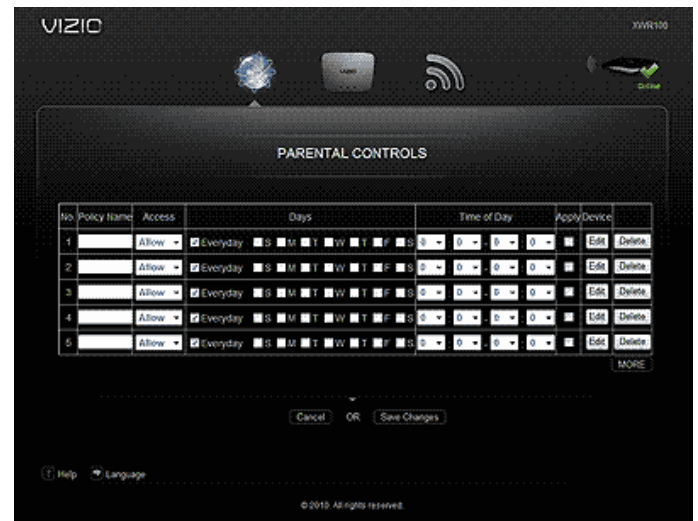 VIZIO
XWR100
VIZIO
Online
PARENTAL CONTROLS
No. Policy Name Access Days Time of Day Apply Device
1 Allow Everyday S M T W T F S 0 : 0 - 0 : 0 Edit Delete
2 Allow Everyday S M T W T F S 0 : 0 - 0 : 0 Edit Delete
3 Allow Everyday S M T W T F S 0 : 0 - 0 : 0 Edit Delete
4 Allow Everyday S M T W T F S 0 : 0 - 0 : 0 Edit Delete
5 Allow Everyday S M T W T F S 0 : 0 - 0 : 0 Edit Delete
MORE
Cancel OR Save Changes
? Help Language
© 2010. All rights reserved.